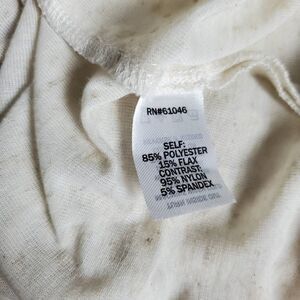 RN#61046
SELF:
85% POLYESTER
15% FLAX
CONTRAST:
95% NYLON
5% SPANDEX